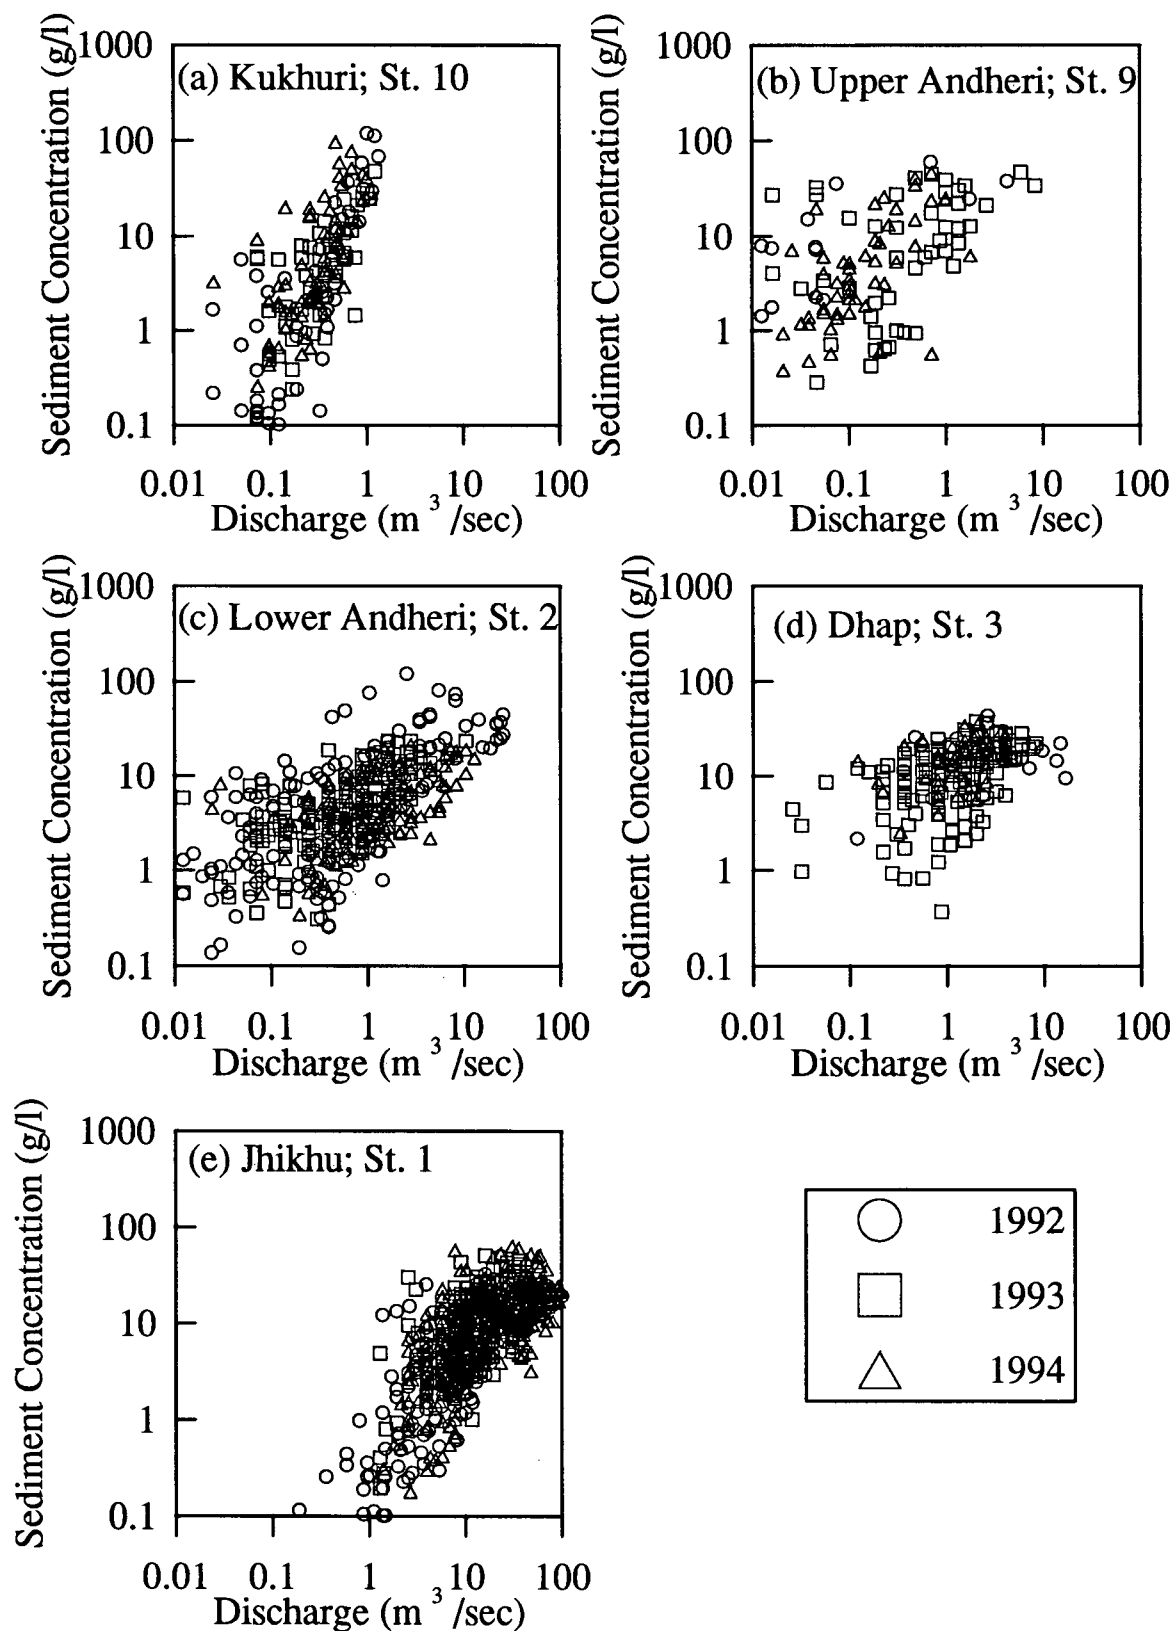 Sediment Concentration (g/l)
1000
100
10
1
0.1
(a) Kukhuri; St. 10
0.01 0.1 1 10 100
Discharge (m 3 /sec)
Sediment Concentration (g/l)
1000
100
10
1
0.1
(b) Upper Andheri; St. 9
0.01 0.1 1 10 100
Discharge (m 3 /sec)
Sediment Concentration (g/l)
1000
100
10
1
0.1
(c) Lower Andheri; St. 2
0.01 0.1 1 10 100
Discharge (m 3 /sec)
Sediment Concentration (g/l)
1000
100
10
1
0.1
(d) Dhap; St. 3
0.01 0.1 1 10 100
Discharge (m 3 /sec)
Sediment Concentration (g/l)
1000
100
10
1
0.1
(e) Jhikhu; St. 1
0.01 0.1 1 10 100
Discharge (m 3 /sec)
1992
1993
1994